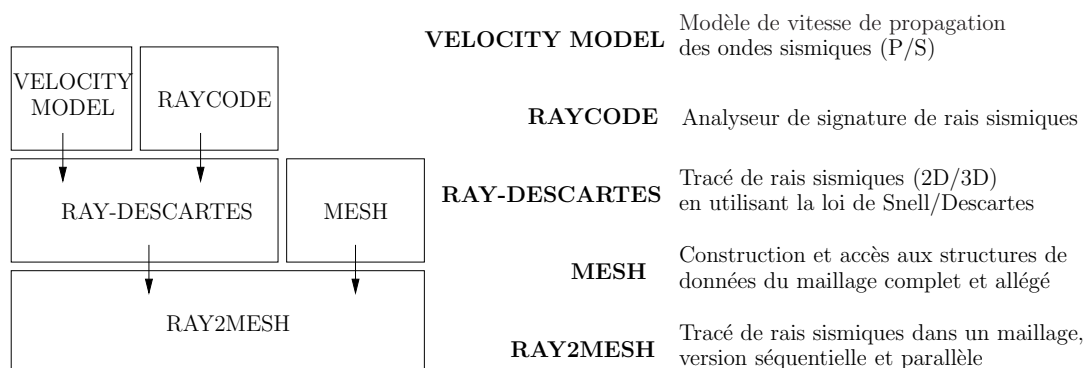 VELOCITY
MODEL
RAYCODE
RAY-DESCARTES
MESH
RAY2MESH
VELOCITY MODEL Modèle de vitesse de propagation
des ondes sismiques (P/S)
RAYCODE Analyseur de signature de rais sismiques
RAY-DESCARTES Tracé de rais sismiques (2D/3D)
en utilisant la loi de Snell/Descartes
MESH Construction et accès aux structures de
données du maillage complet et allégé
RAY2MESH Tracé de rais sismiques dans un maillage,
version séquentielle et parallèle